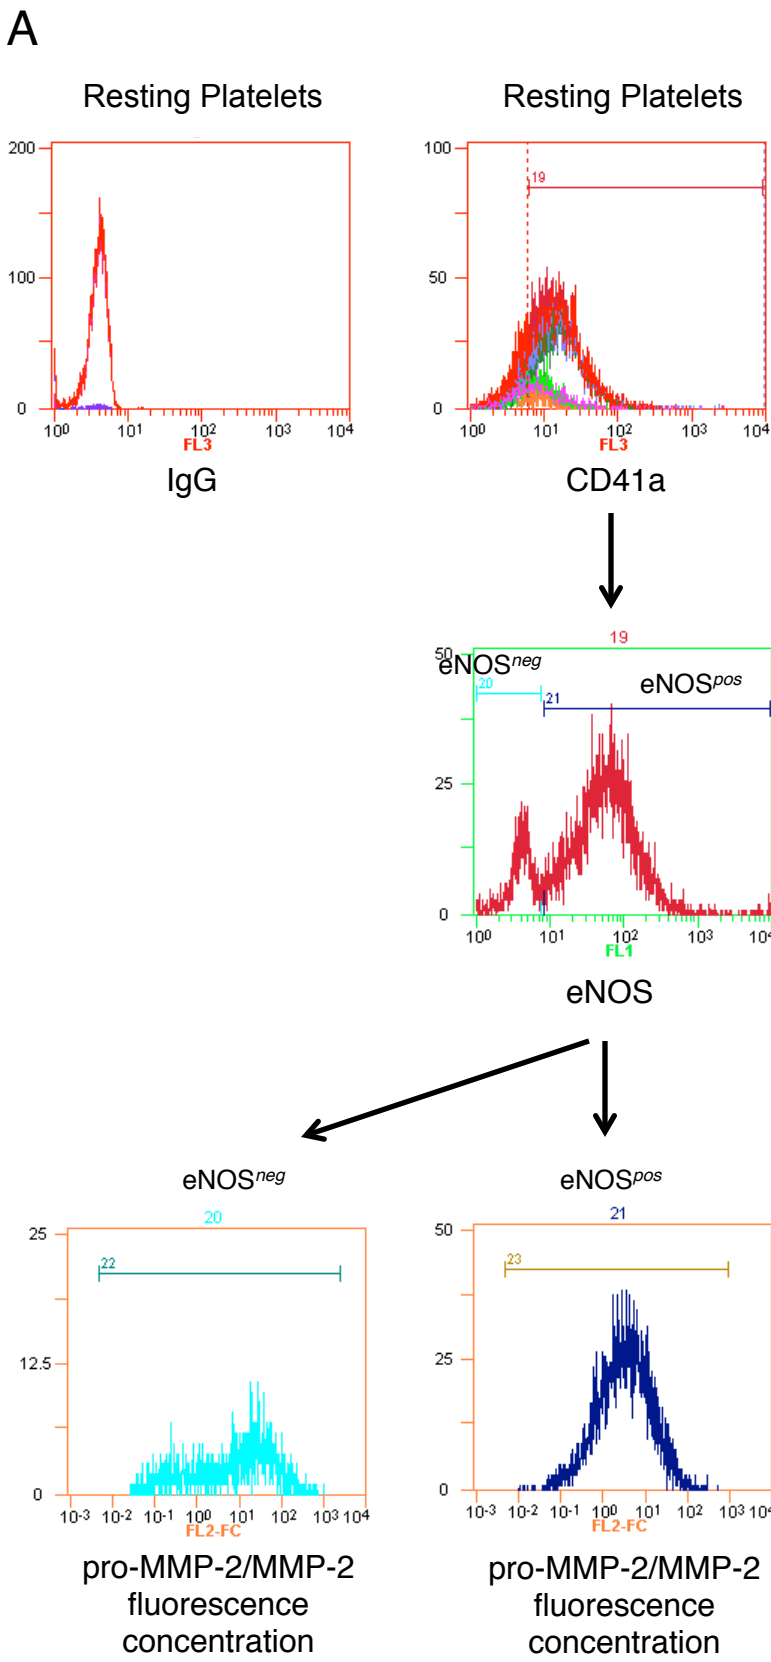 A
Resting Platelets
Resting Platelets
200
100
0
10⁰ 10¹ 10² 10³ 10⁴
FL3
IgG
100
50
0
19
10⁰ 10¹ 10² 10³ 10⁴
FL3
CD41a
19
50
25
0
eNOSⁿᵉᵍ
20
eNOSᵖᵒˢ
21
10⁰ 10¹ 10² 10³ 10⁴
FL1
eNOS
eNOSⁿᵉᵍ
20
25
12.5
0
22
10⁻³ 10⁻² 10⁻¹ 10⁰ 10¹ 10² 10³ 10⁴
FL2-FC
pro-MMP-2/MMP-2
fluorescence
concentration
eNOSᵖᵒˢ
21
50
25
0
23
10⁻³ 10⁻² 10⁻¹ 10⁰ 10¹ 10² 10³ 10⁴
FL2-FC
pro-MMP-2/MMP-2
fluorescence
concentration